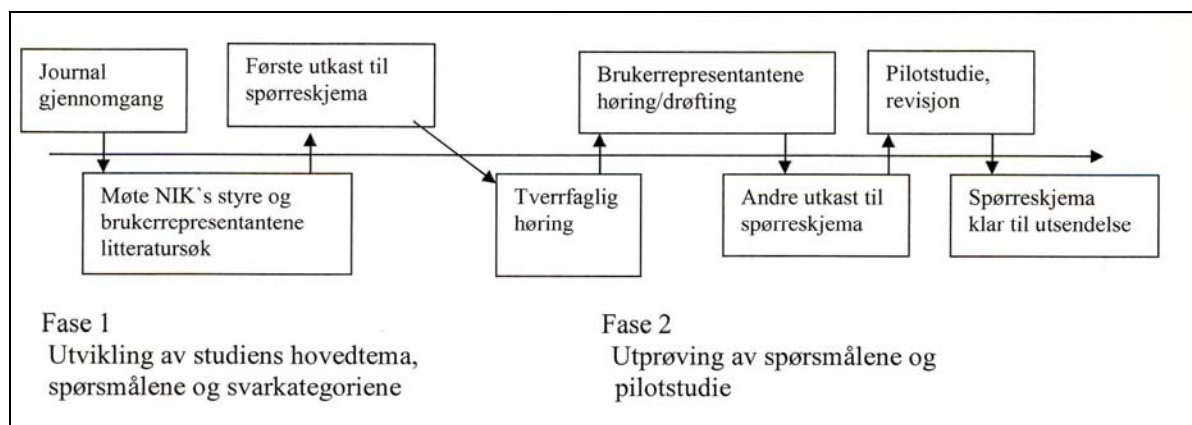 Journal
gjennomgang
Møte NIK`s styre og
brukerrepresentantene
litteratursøk
Første utkast til
spørreskjema
Tverrfaglig
høring
Brukerrepresentantene
høring/drøfting
Andre utkast til
spørreskjema
Pilotstudie,
revisjon
Spørreskjema
klar til utsendelse
Fase 1
Utvikling av studiens hovedtema,
spørsmålene og svarkategoriene
Fase 2
Utprøving av spørsmålene og
pilotstudie